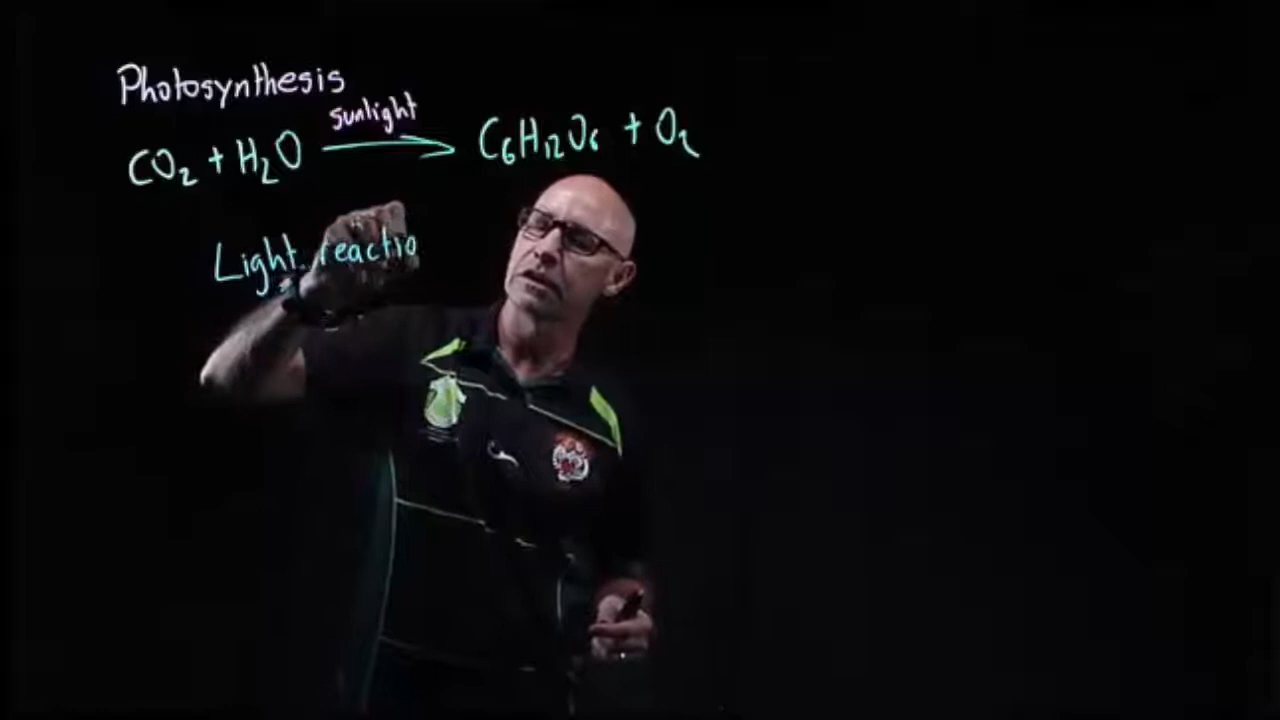 Photosynthesis
sunlight
CO₂ + H₂O → C₆H₁₂O₆ + O₂
Light reactio